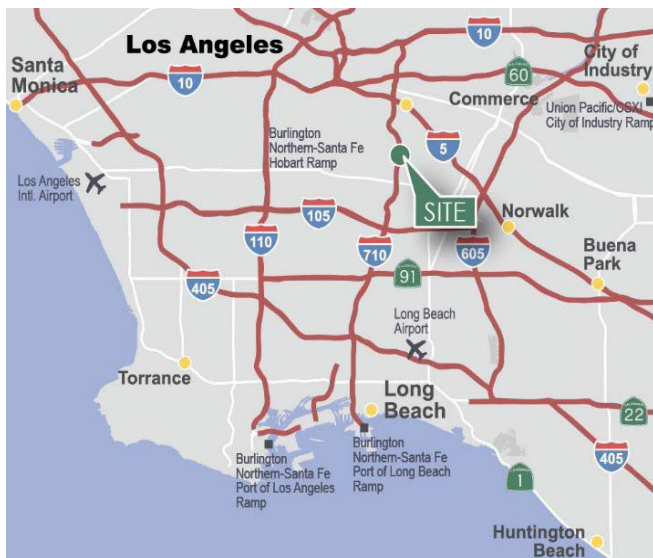 Los Angeles
10
10
City of
Industry
Santa
Monica
60
Commerce
Union Pacific/CSXI
City of Industry Ramp
Burlington
Northern-Santa Fe
Hobart Ramp
5
Los Angeles
Intl. Airport
SITE
105
Norwalk
110
710
605
Buena
Park
91
405
Long Beach
Airport
Torrance
Long
Beach
22
Burlington
Northern-Santa Fe
Port of Los Angeles
Ramp
Burlington
Northern-Santa Fe
Port of Long Beach
Ramp
405
1
Huntington
Beach